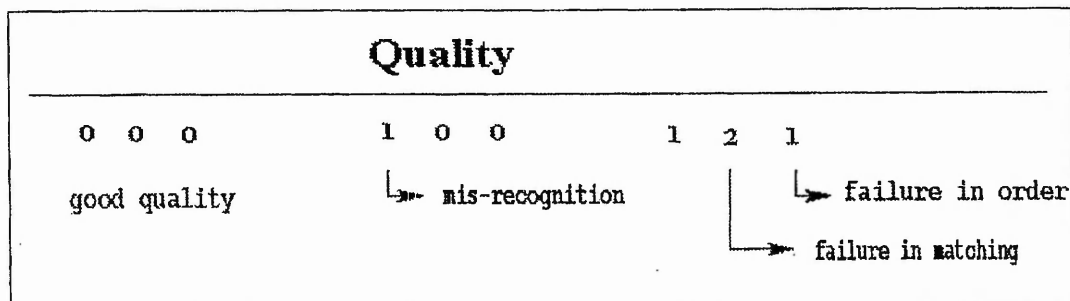 Quality
0 0 0 1 0 0 1 2 1
good quality mis-recognition failure in order
failure in matching